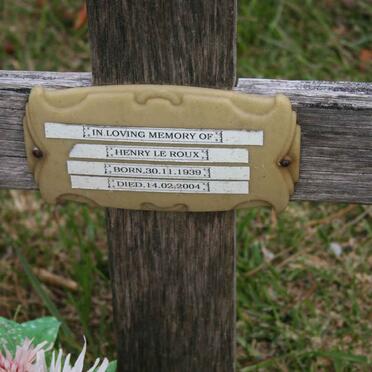 IN LOVING MEMORY OF
HENRY LE ROUX
BORN.30.11.1939
DIED.14.02.2004